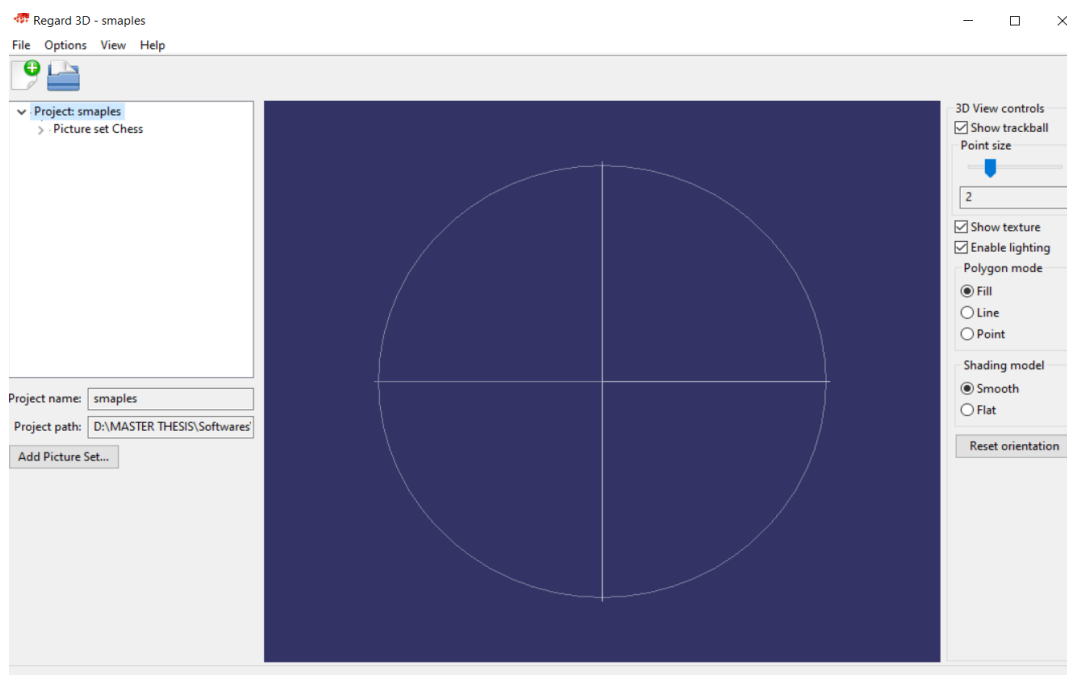 Regard 3D - smaples
File Options View Help
Project: smaples
Picture set Chess
Project name: smaples
Project path: D:\MASTER THESIS\Softwares
Add Picture Set...
3D View controls
Show trackball
Point size
2
Show texture
Enable lighting
Polygon mode
Fill
Line
Point
Shading model
Smooth
Flat
Reset orientation